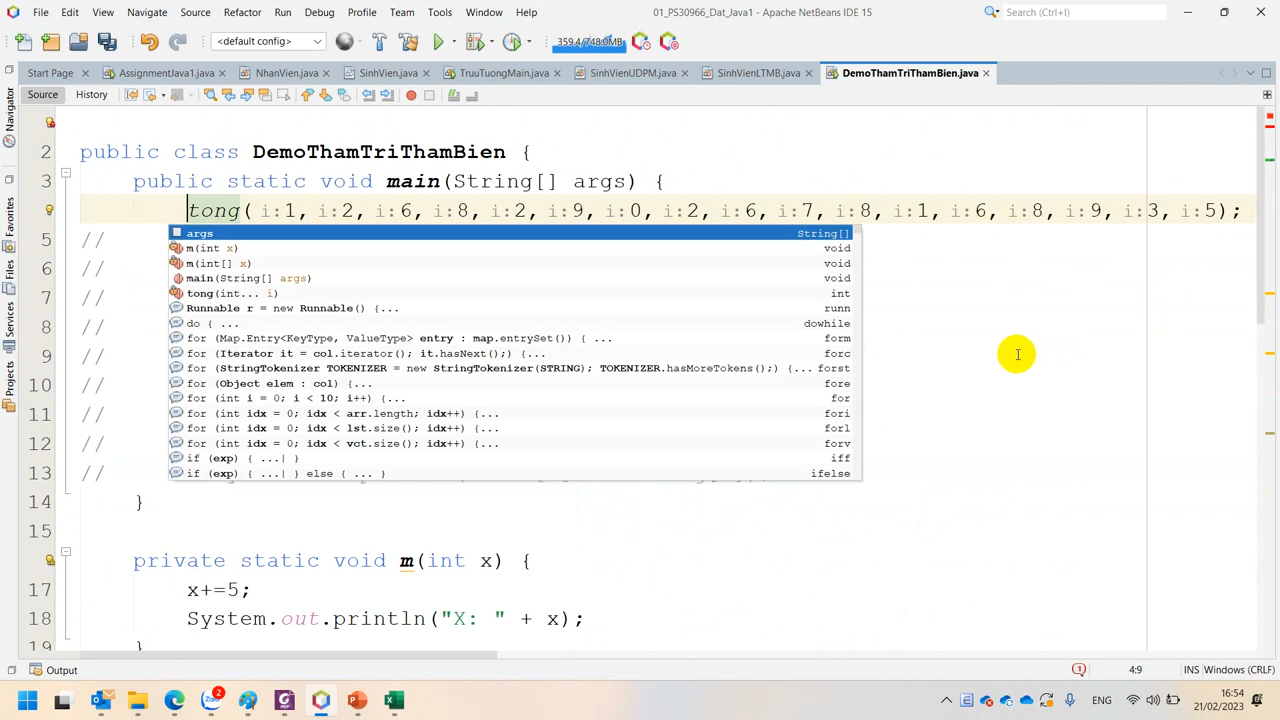 File Edit View Navigate Source Refactor Run Debug Profile Team Tools Window Help 01_PS30966_Dat_Java1 - Apache NetBeans IDE 15 Search (Ctrl+I)
<default config> 359.4/748.0MB
Start Page AssignmentJava1.java NhanVien.java SinhVien.java TruuTuongMain.java SinhVienUDPM.java SinhVienLTMB.java DemoThamTriThamBien.java
Source History
Navigator
Favorites
Files
Services
Projects
2 public class DemoThamTriThamBien {
3 public static void main(String[] args) {
tong( i:1, i:2, i:6, i:8, i:2, i:9, i:0, i:2, i:6, i:7, i:8, i:1, i:6, i:8, i:9, i:3, i:5);
args String[]
5 //
m(int x) void
m(int[] x) void
6 //
main(String[] args) void
tong(int... i) int
7 //
Runnable r = new Runnable() {... runn
do { ... dowhile
8 //
for (Map.Entry<KeyType, ValueType> entry : map.entrySet()) { ... form
for (Iterator it = col.iterator(); it.hasNext();) {... forc
9 //
for (StringTokenizer TOKENIZER = new StringTokenizer(STRING); TOKENIZER.hasMoreTokens();) {... forst
for (Object elem : col) {... fore
10 //
for (int i = 0; i < 10; i++) {... for
for (int idx = 0; idx < arr.length; idx++) {... fori
11 //
for (int idx = 0; idx < lst.size(); idx++) {... forl
for (int idx = 0; idx < vct.size(); idx++) {... forv
12 //
if (exp) { ...| } iff
if (exp) { ...| } else { ... } ifelse
13 //
14 }
15
private static void m(int x) {
17 x+=5;
18 System.out.println("X: " + x);
19 }
Output 1 4:9 INS Windows (CRLF)
2 ENG 16:54
21/02/2023